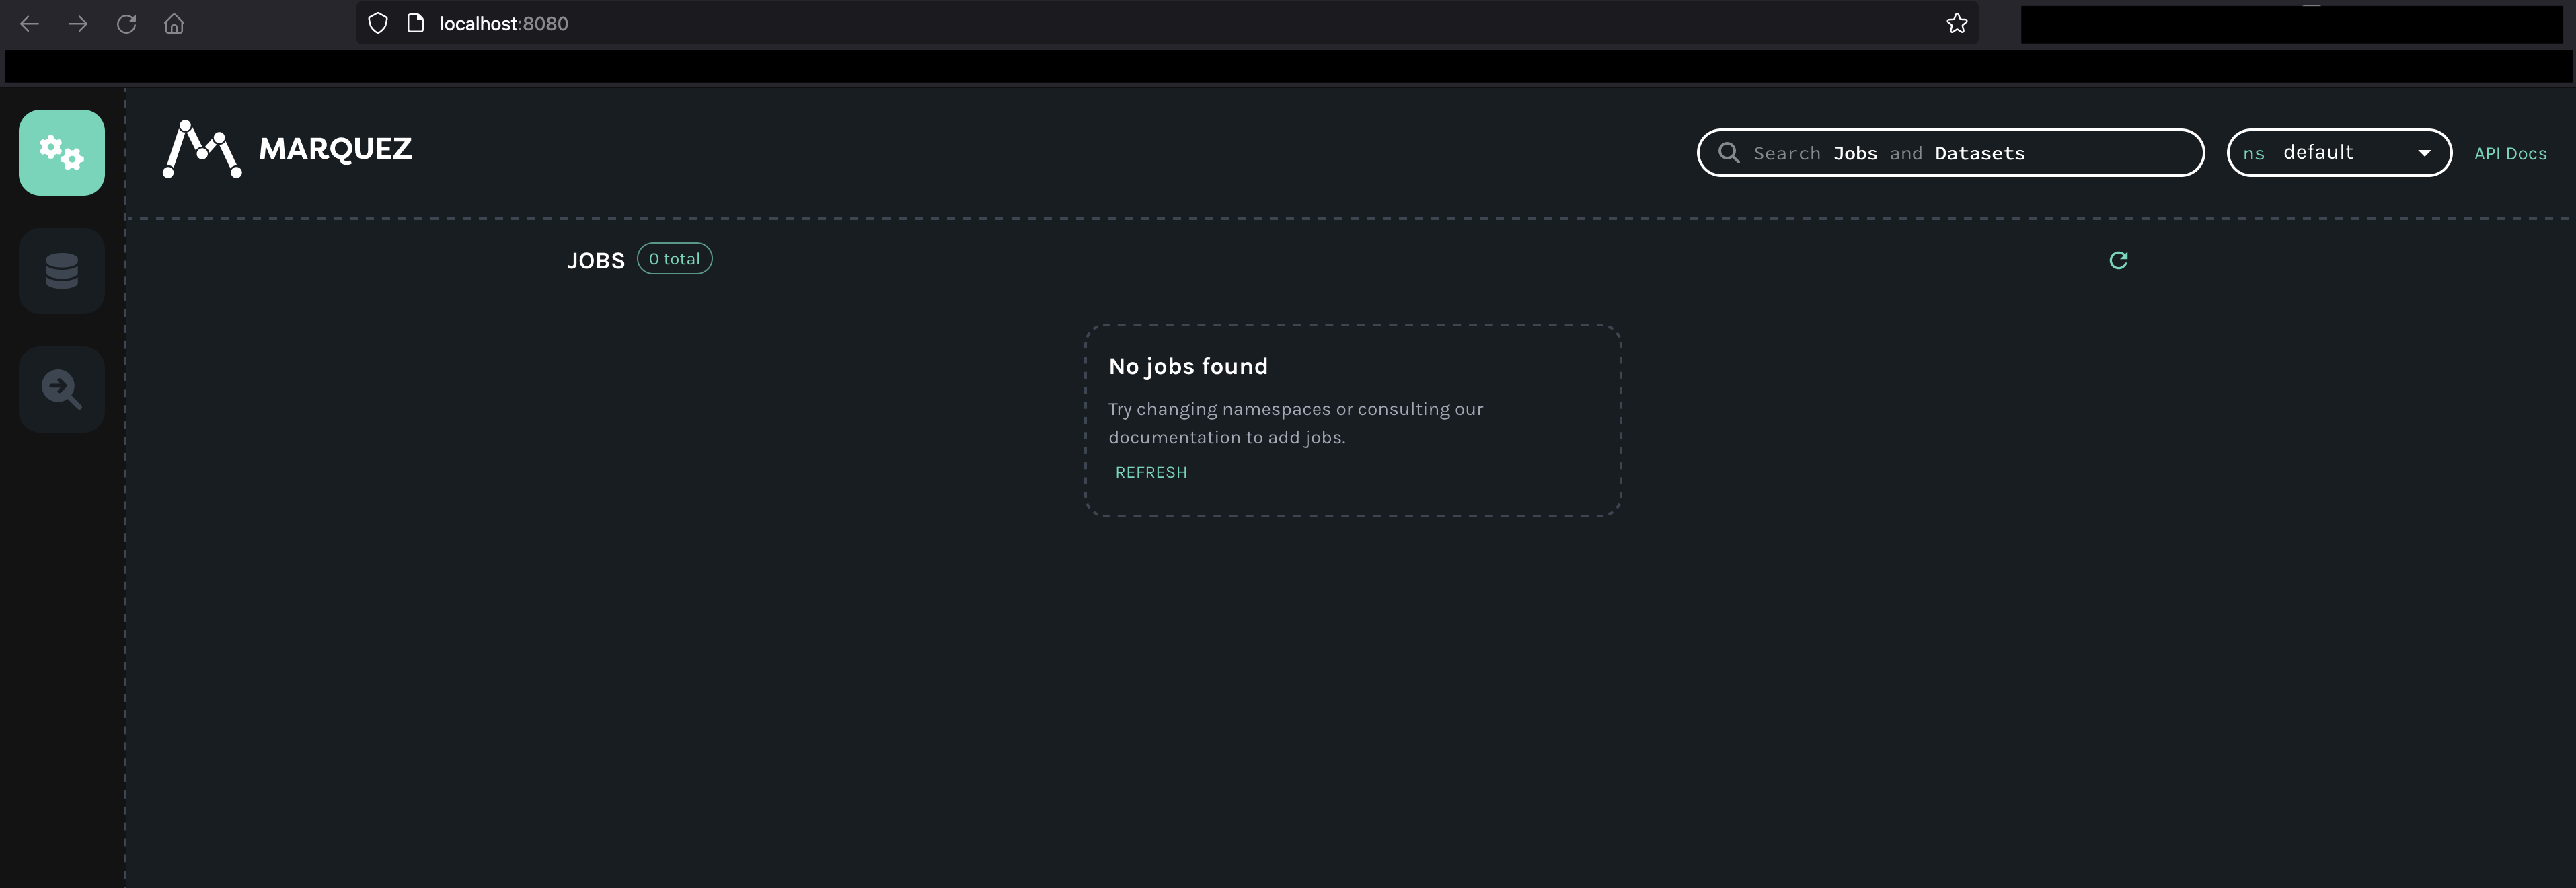 localhost:8080
MARQUEZ
Search Jobs and Datasets
ns default
API Docs
JOBS 0 total
No jobs found
Try changing namespaces or consulting our
documentation to add jobs.
REFRESH